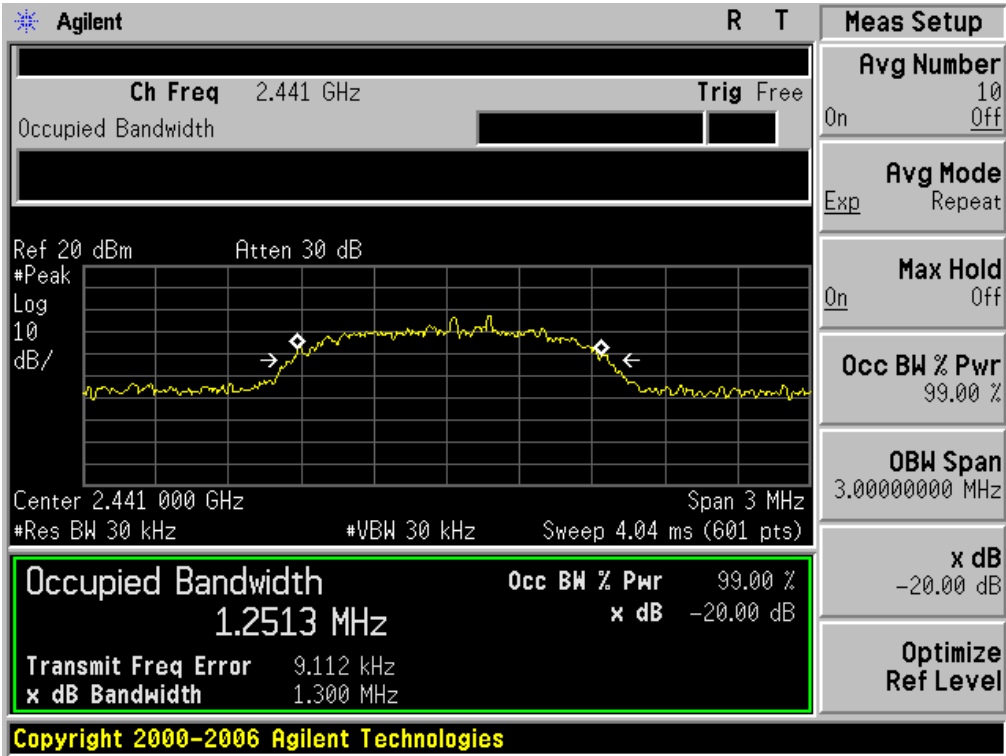 Agilent R T
Ch Freq 2.441 GHz Trig Free
Occupied Bandwidth
Ref 20 dBm Atten 30 dB
#Peak
Log
10
dB/
Center 2.441 000 GHz Span 3 MHz
#Res BW 30 kHz #VBW 30 kHz Sweep 4.04 ms (601 pts)
Occupied Bandwidth Occ BW % Pwr 99.00 %
1.2513 MHz x dB -20.00 dB
Transmit Freq Error 9.112 kHz
x dB Bandwidth 1.300 MHz
Copyright 2000-2006 Agilent Technologies
Meas Setup
Avg Number
10
On Off
Avg Mode
Exp Repeat
Max Hold
On Off
Occ BW % Pwr
99.00 %
OBW Span
3.00000000 MHz
x dB
-20.00 dB
Optimize
Ref Level